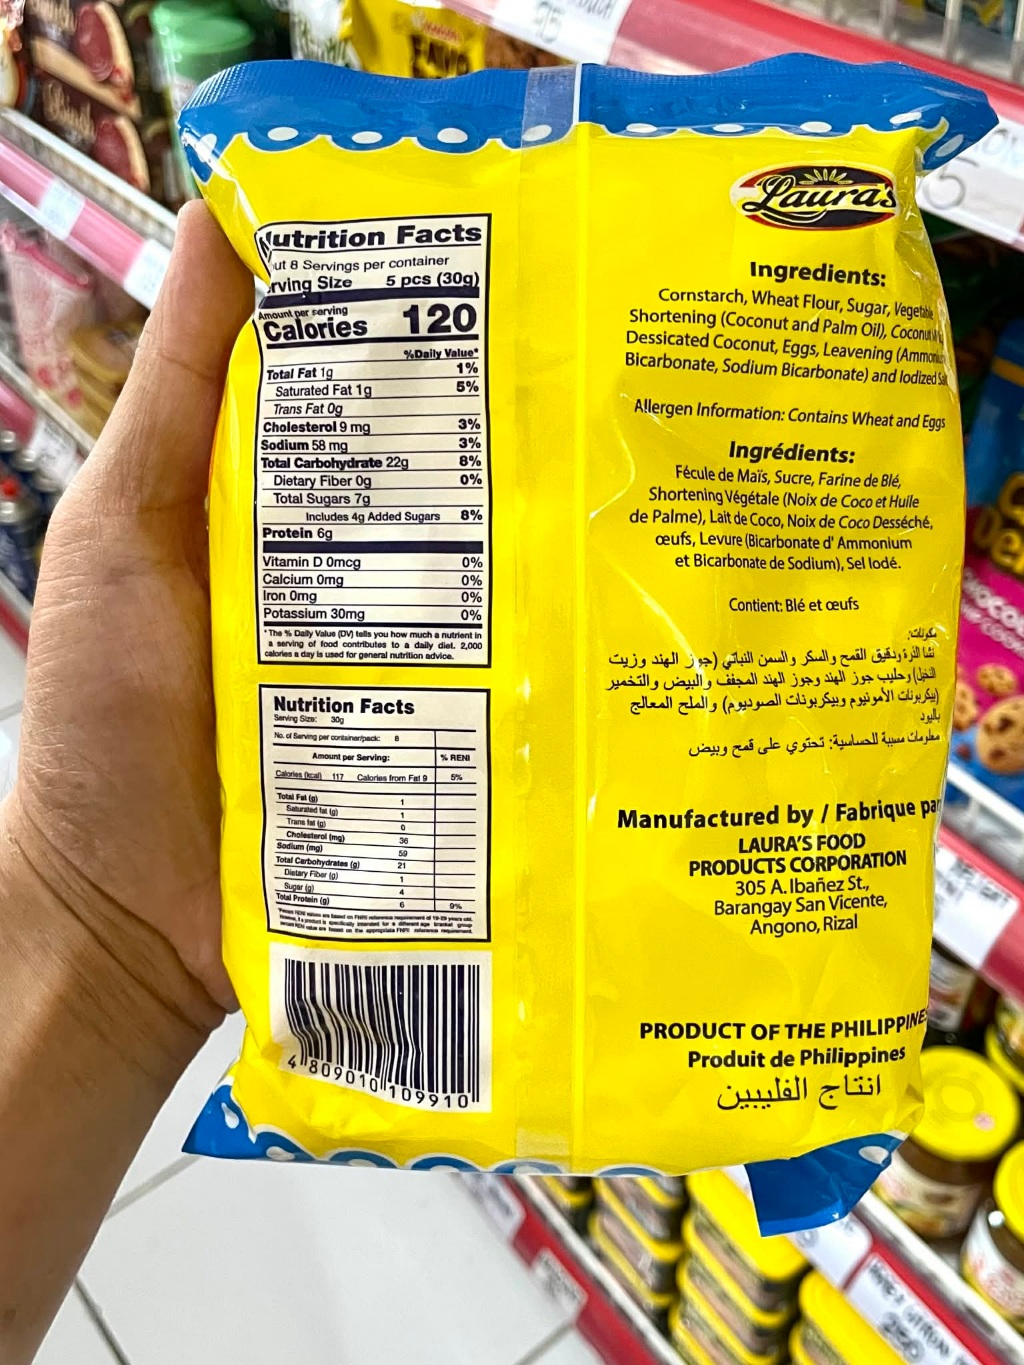 Nutrition Facts
8 Servings per container
Serving Size 5 pcs (30g)
Amount per serving
Calories 120
%Daily Value*
Total Fat 1g 1%
Saturated Fat 1g 5%
Trans Fat 0g
Cholesterol 9 mg 3%
Sodium 58 mg 3%
Total Carbohydrate 22g 8%
Dietary Fiber 0g 0%
Total Sugars 7g
Includes 4g Added Sugars 8%
Protein 6g
Vitamin D 0mcg 0%
Calcium 0mg 0%
Iron 0mg 0%
Potassium 30mg 0%
*The % Daily Value (DV) tells you how much a nutrient in
a serving of food contributes to a daily diet. 2,000
calories a day is used for general nutrition advice.
Nutrition Facts
Serving Size: 30g
No. of Serving per container/pack: 8
Amount per Serving: % RENI
Calories (kcal) 117 Calories from Fat 9 5%
Total Fat (g) 1
Saturated fat (g) 1
Trans fat (g) 0
Cholesterol (mg) 36
Sodium (mg) 59
Total Carbohydrates (g) 21
Dietary Fiber (g) 1
Sugar (g) 4
Total Protein (g) 6 9%
4 809010 109910
Laura's
Ingredients:
Cornstarch, Wheat Flour, Sugar, Vegetable
Shortening (Coconut and Palm Oil), Coconut
Dessicated Coconut, Eggs, Leavening (Ammonium
Bicarbonate, Sodium Bicarbonate) and Iodized Salt
Allergen Information: Contains Wheat and Eggs
Ingrédients:
Fécule de Maïs, Sucre, Farine de Blé,
Shortening Végétale (Noix de Coco et Huile
de Palme), Lait de Coco, Noix de Coco Desséché,
œufs, Levure (Bicarbonate d' Ammonium
et Bicarbonate de Sodium), Sel Iodé.
Contient: Blé et œufs
مكونات:
نشا الذرة ودقيق القمح والسكر والسمن النباتي (جوز الهند وزيت
النخيل) وحليب جوز الهند وجوز الهند المجفف والبيض والتخمير
(بيكربونات الأمونيوم وبيكربونات الصوديوم) والملح المعالج
باليود
معلومات مسببة للحساسية: تحتوي على قمح وبيض
Manufactured by / Fabrique par
LAURA'S FOOD
PRODUCTS CORPORATION
305 A. Ibañez St.,
Barangay San Vicente,
Angono, Rizal
PRODUCT OF THE PHILIPPINES
Produit de Philippines
انتاج الفليبين